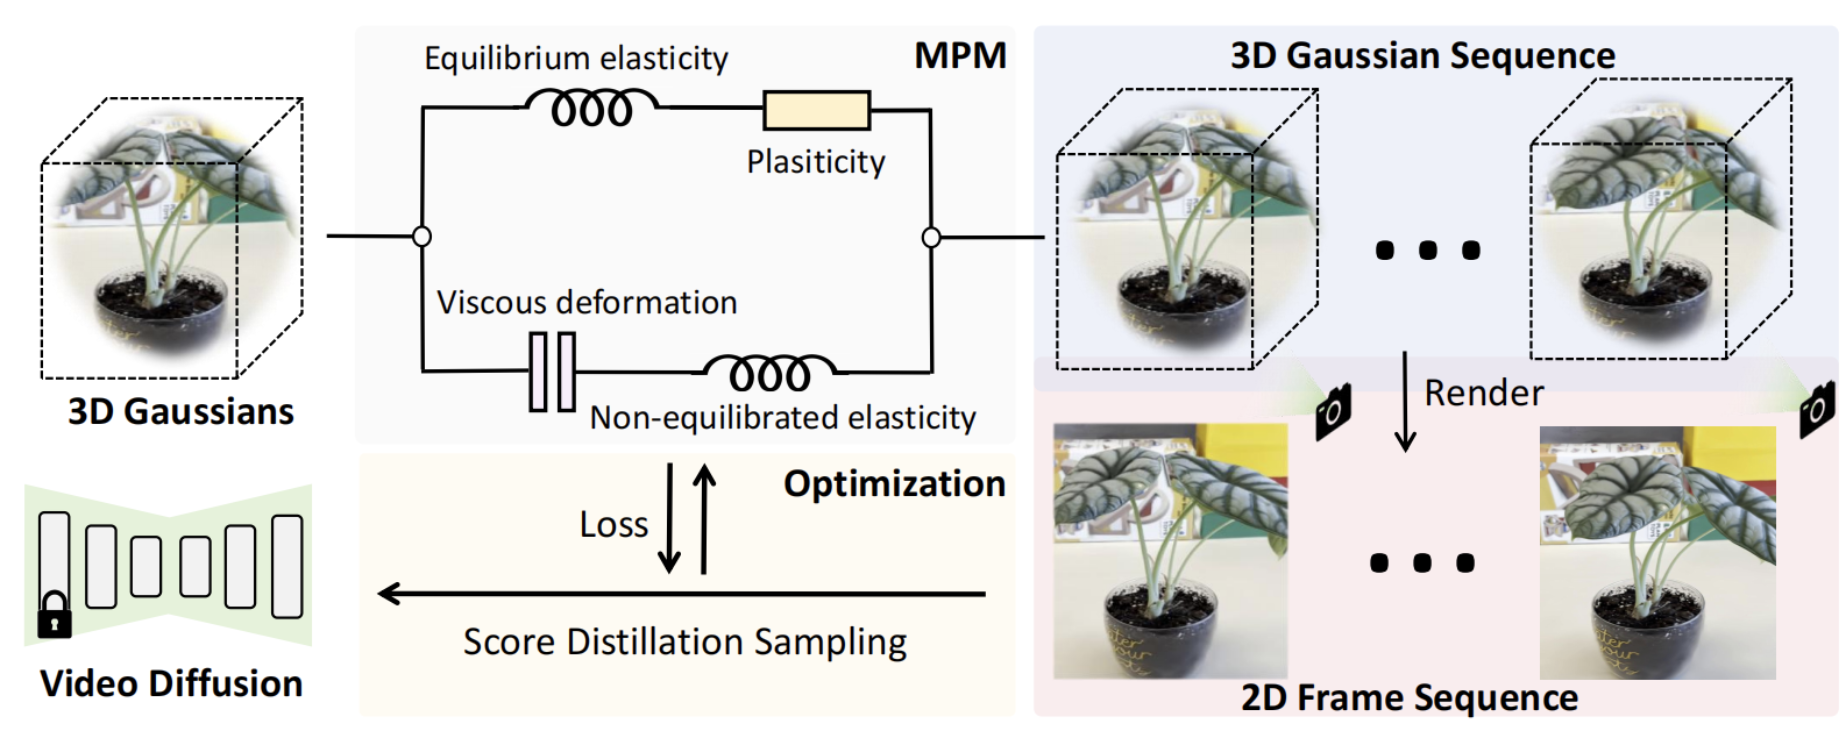 Equilibrium elasticity
MPM
Plasiticity
Viscous deformation
Non-equilibrated elasticity
3D Gaussians
3D Gaussian Sequence
Render
Optimization
Loss
Score Distillation Sampling
Video Diffusion
2D Frame Sequence